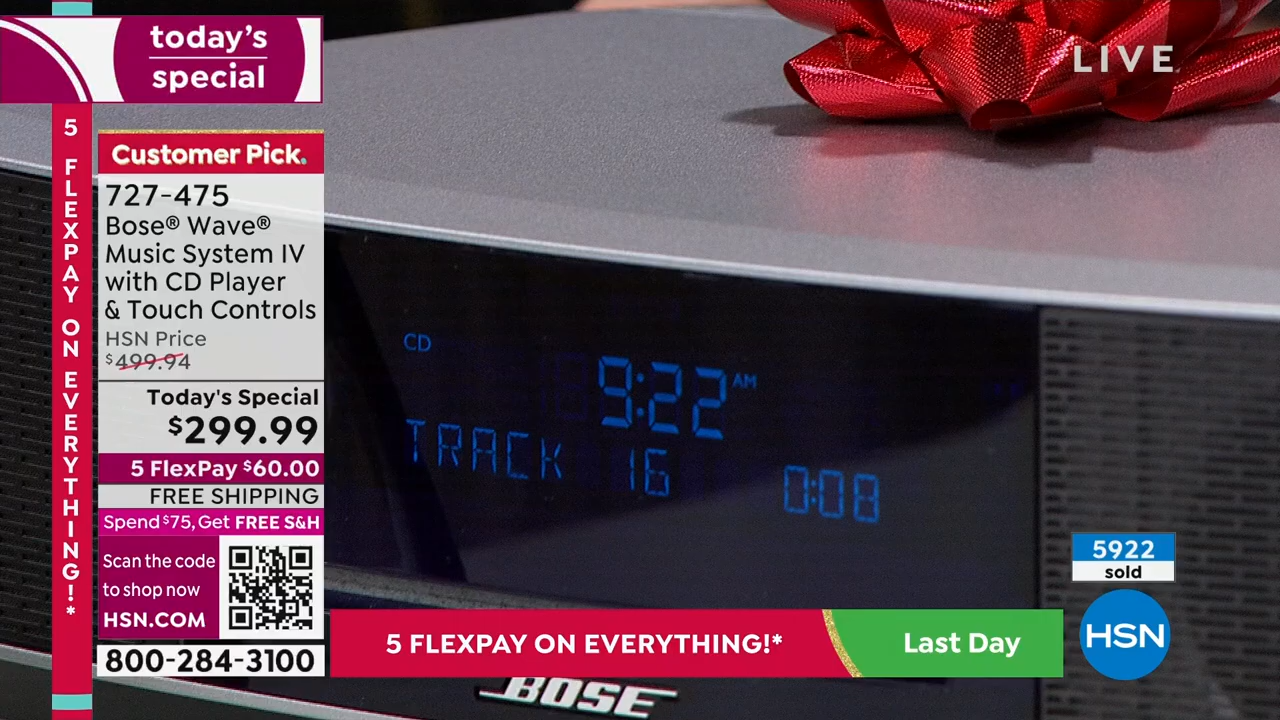 today's
special
5 FLEXPAY ON EVERYTHING!*
Customer Pick.
727-475
Bose® Wave®
Music System IV
with CD Player
& Touch Controls
HSN Price
$499.94
Today's Special
$299.99
5 FlexPay $60.00
FREE SHIPPING
Spend $75, Get FREE S&H
Scan the code
to shop now
HSN.COM
800-284-3100
LIVE
CD
9:22 AM
TRACK 16 0:08
5922
sold
5 FLEXPAY ON EVERYTHING!*
Last Day
HSN
BOSE